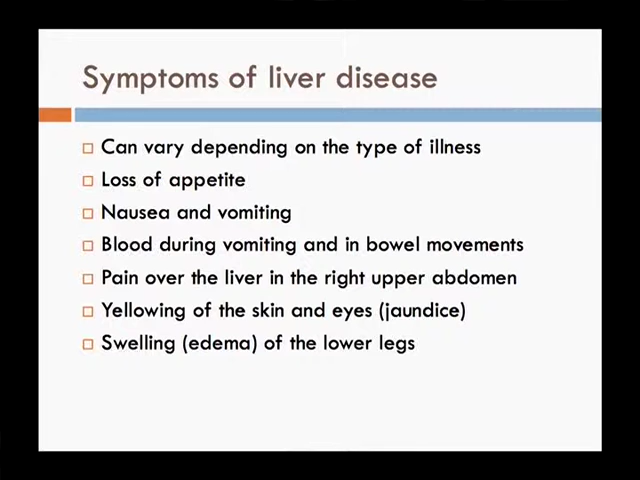 Symptoms of liver disease
Can vary depending on the type of illness
Loss of appetite
Nausea and vomiting
Blood during vomiting and in bowel movements
Pain over the liver in the right upper abdomen
Yellowing of the skin and eyes (jaundice)
Swelling (edema) of the lower legs